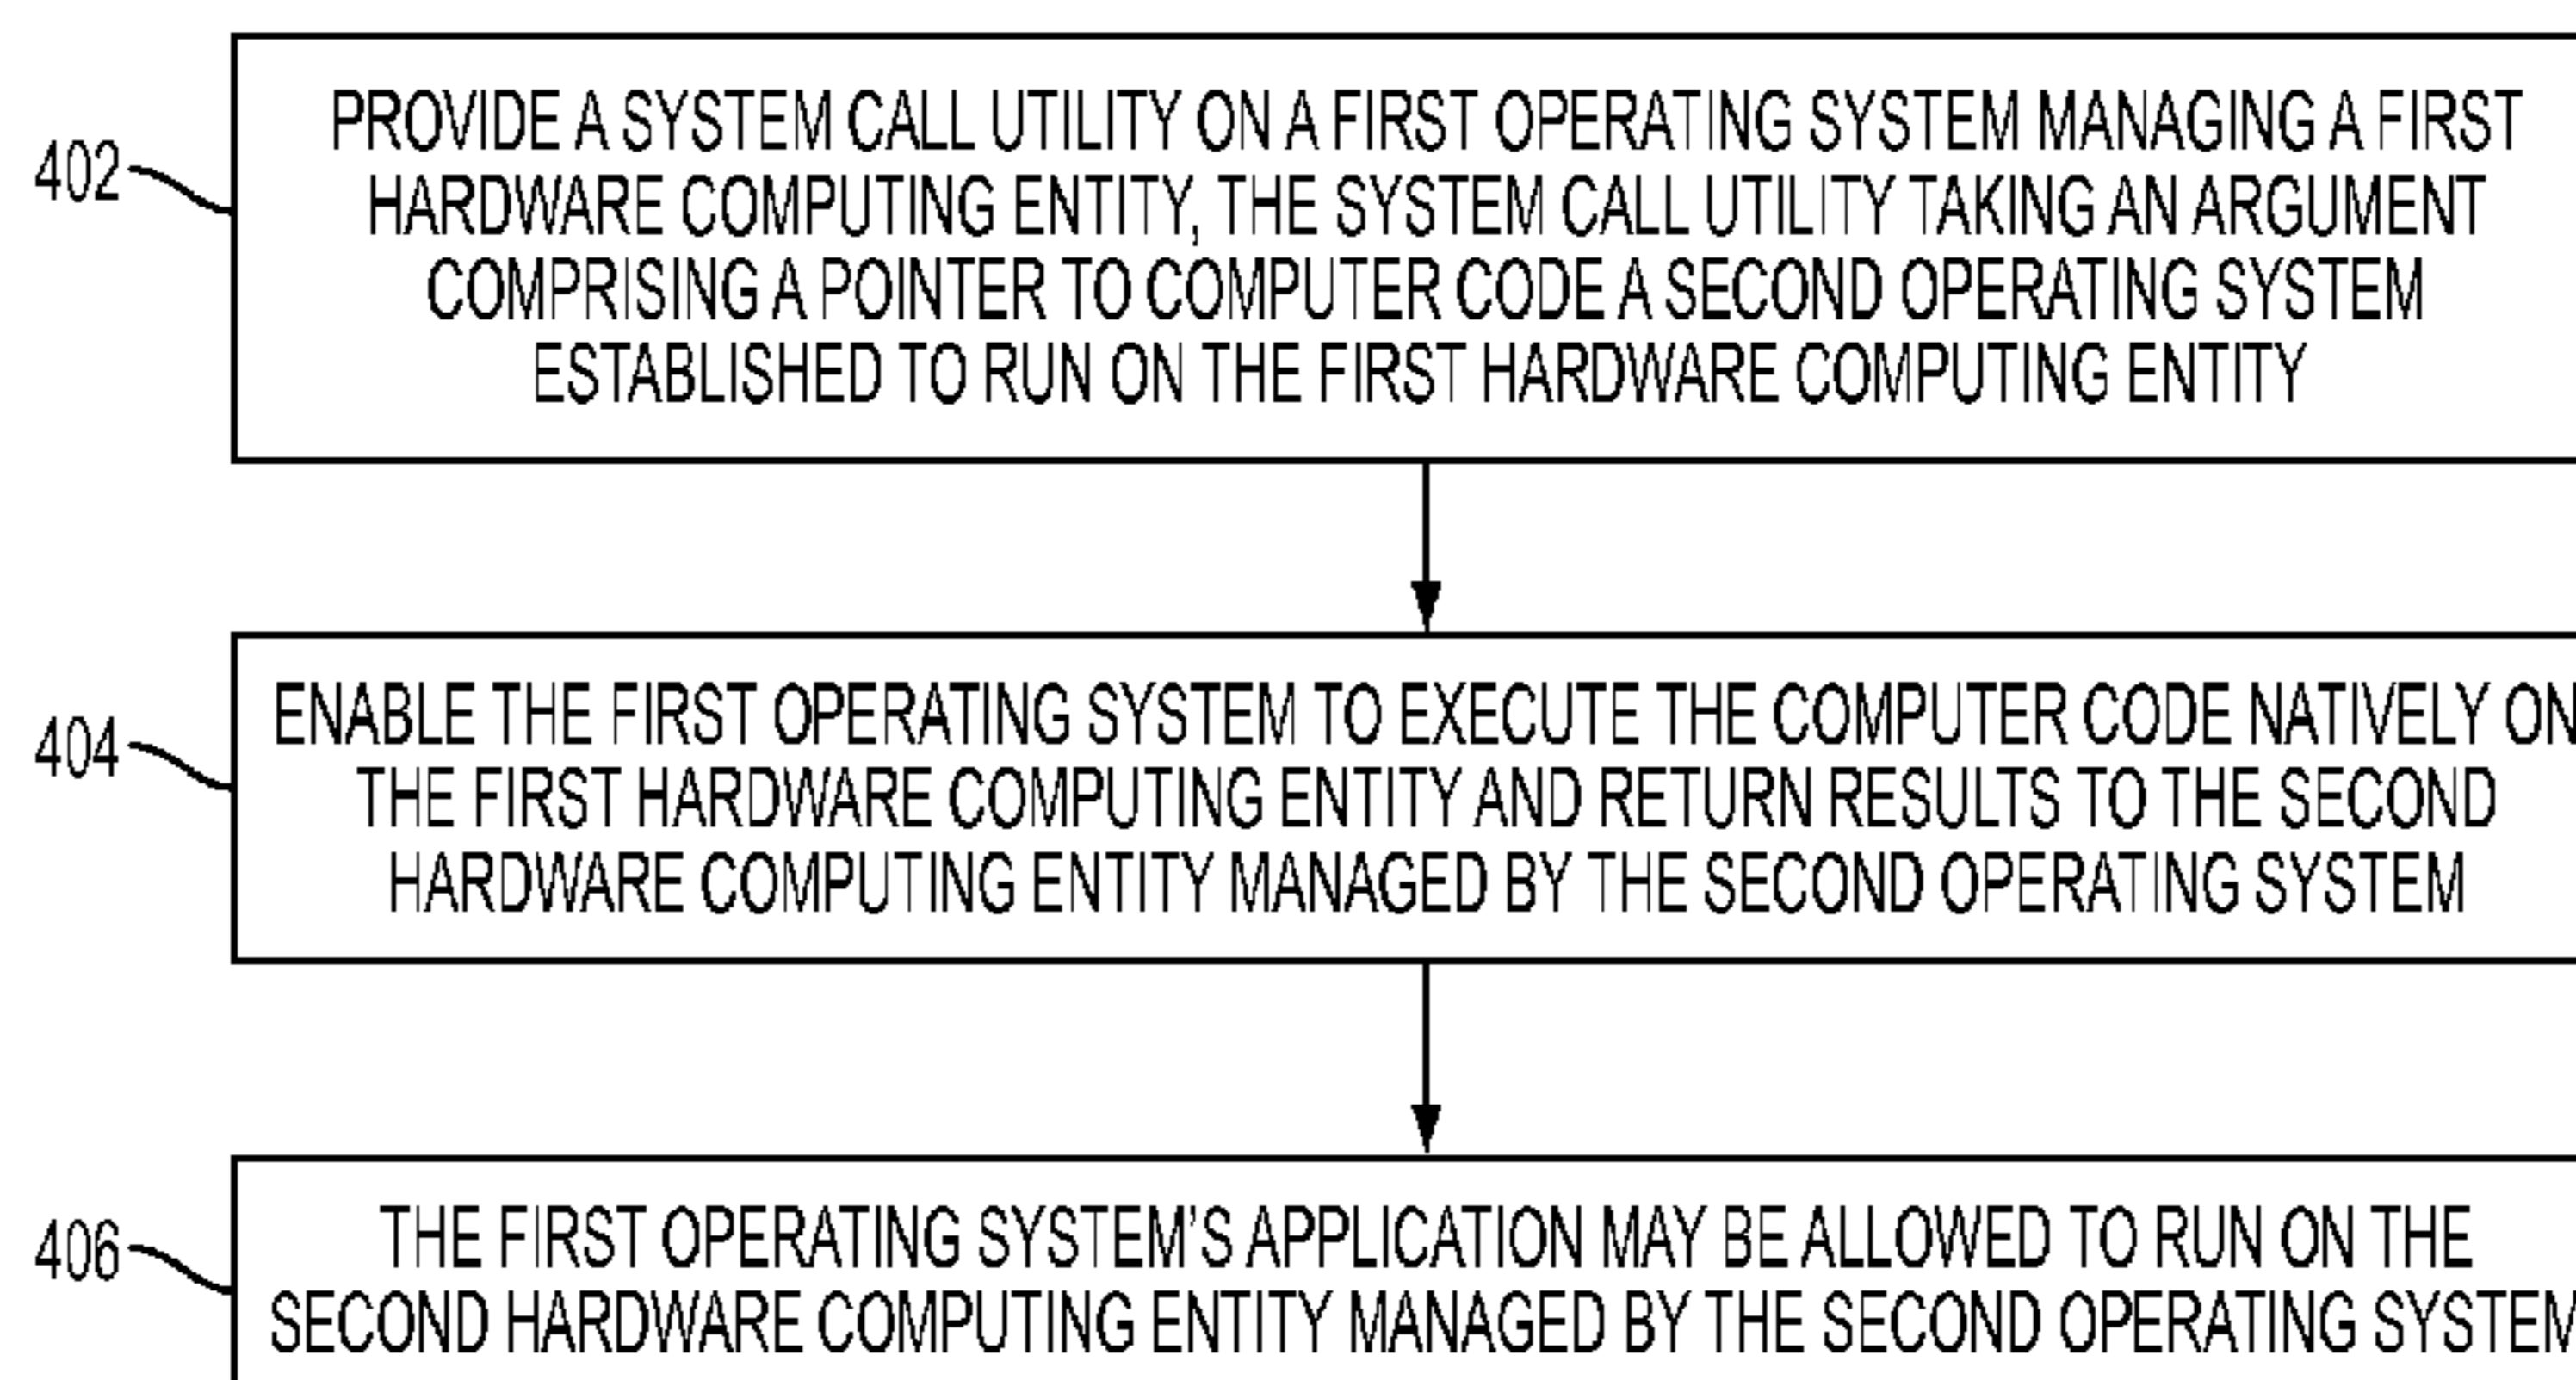 402
PROVIDE A SYSTEM CALL UTILITY ON A FIRST OPERATING SYSTEM MANAGING A FIRST
HARDWARE COMPUTING ENTITY, THE SYSTEM CALL UTILITY TAKING AN ARGUMENT
COMPRISING A POINTER TO COMPUTER CODE A SECOND OPERATING SYSTEM
ESTABLISHED TO RUN ON THE FIRST HARDWARE COMPUTING ENTITY
404
ENABLE THE FIRST OPERATING SYSTEM TO EXECUTE THE COMPUTER CODE NATIVELY ON
THE FIRST HARDWARE COMPUTING ENTITY AND RETURN RESULTS TO THE SECOND
HARDWARE COMPUTING ENTITY MANAGED BY THE SECOND OPERATING SYSTEM
406
THE FIRST OPERATING SYSTEM'S APPLICATION MAY BE ALLOWED TO RUN ON THE
SECOND HARDWARE COMPUTING ENTITY MANAGED BY THE SECOND OPERATING SYSTEM